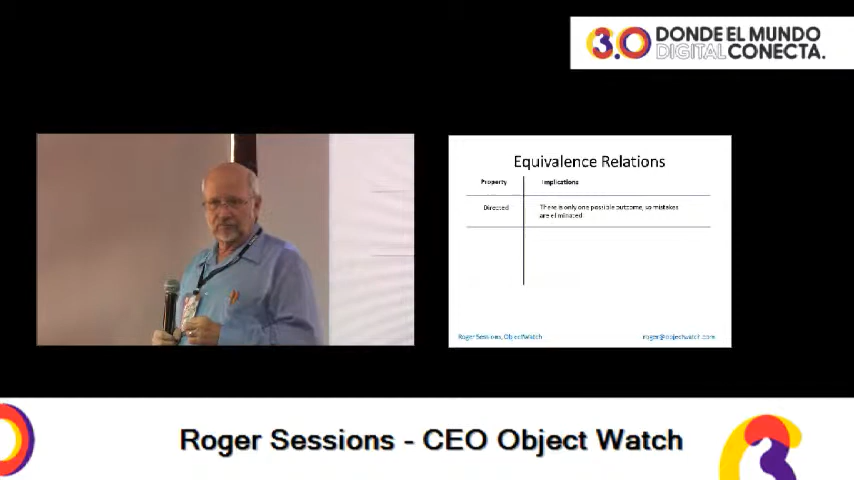 3.0 DONDE EL MUNDO
DIGITAL CONECTA.
Equivalence Relations
Property Implications
Directed There is only one possible outcome, so mistakes
are eliminated
Roger Sessions, ObjectWatch roger@objectwatch.com
Roger Sessions - CEO Object Watch